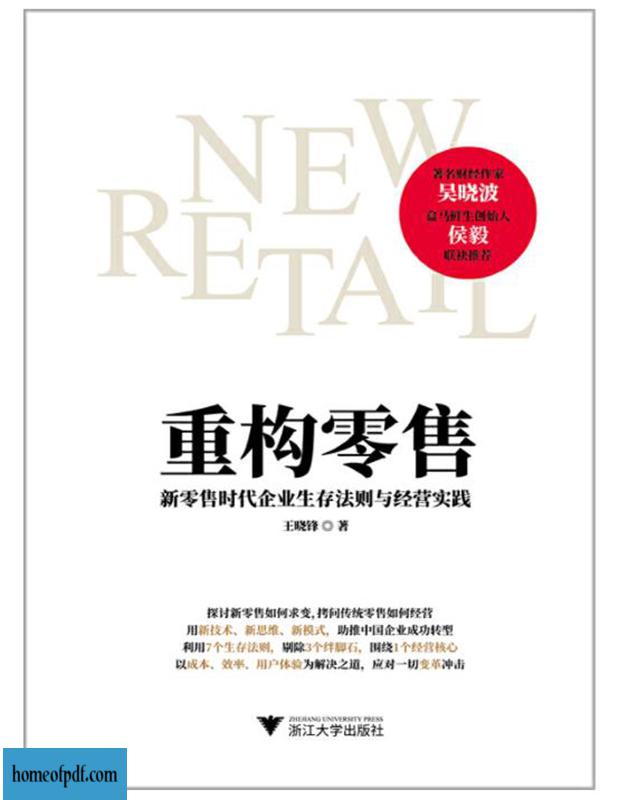 NEW
RETAIL
著名财经作家
吴晓波
盒马鲜生创始人
侯毅
联袂推荐
重构零售
新零售时代企业生存法则与经营实践
王晓锋 ◎ 著
探讨新零售如何求变,拷问传统零售如何经营
用新技术、新思维、新模式，助推中国企业成功转型
利用7个生存法则，剔除3个绊脚石，围绕1个经营核心
以成本、效率、用户体验为解决之道，应对一切变革冲击
ZHEJIANG UNIVERSITY PRESS
浙江大学出版社
homeofpdf.com